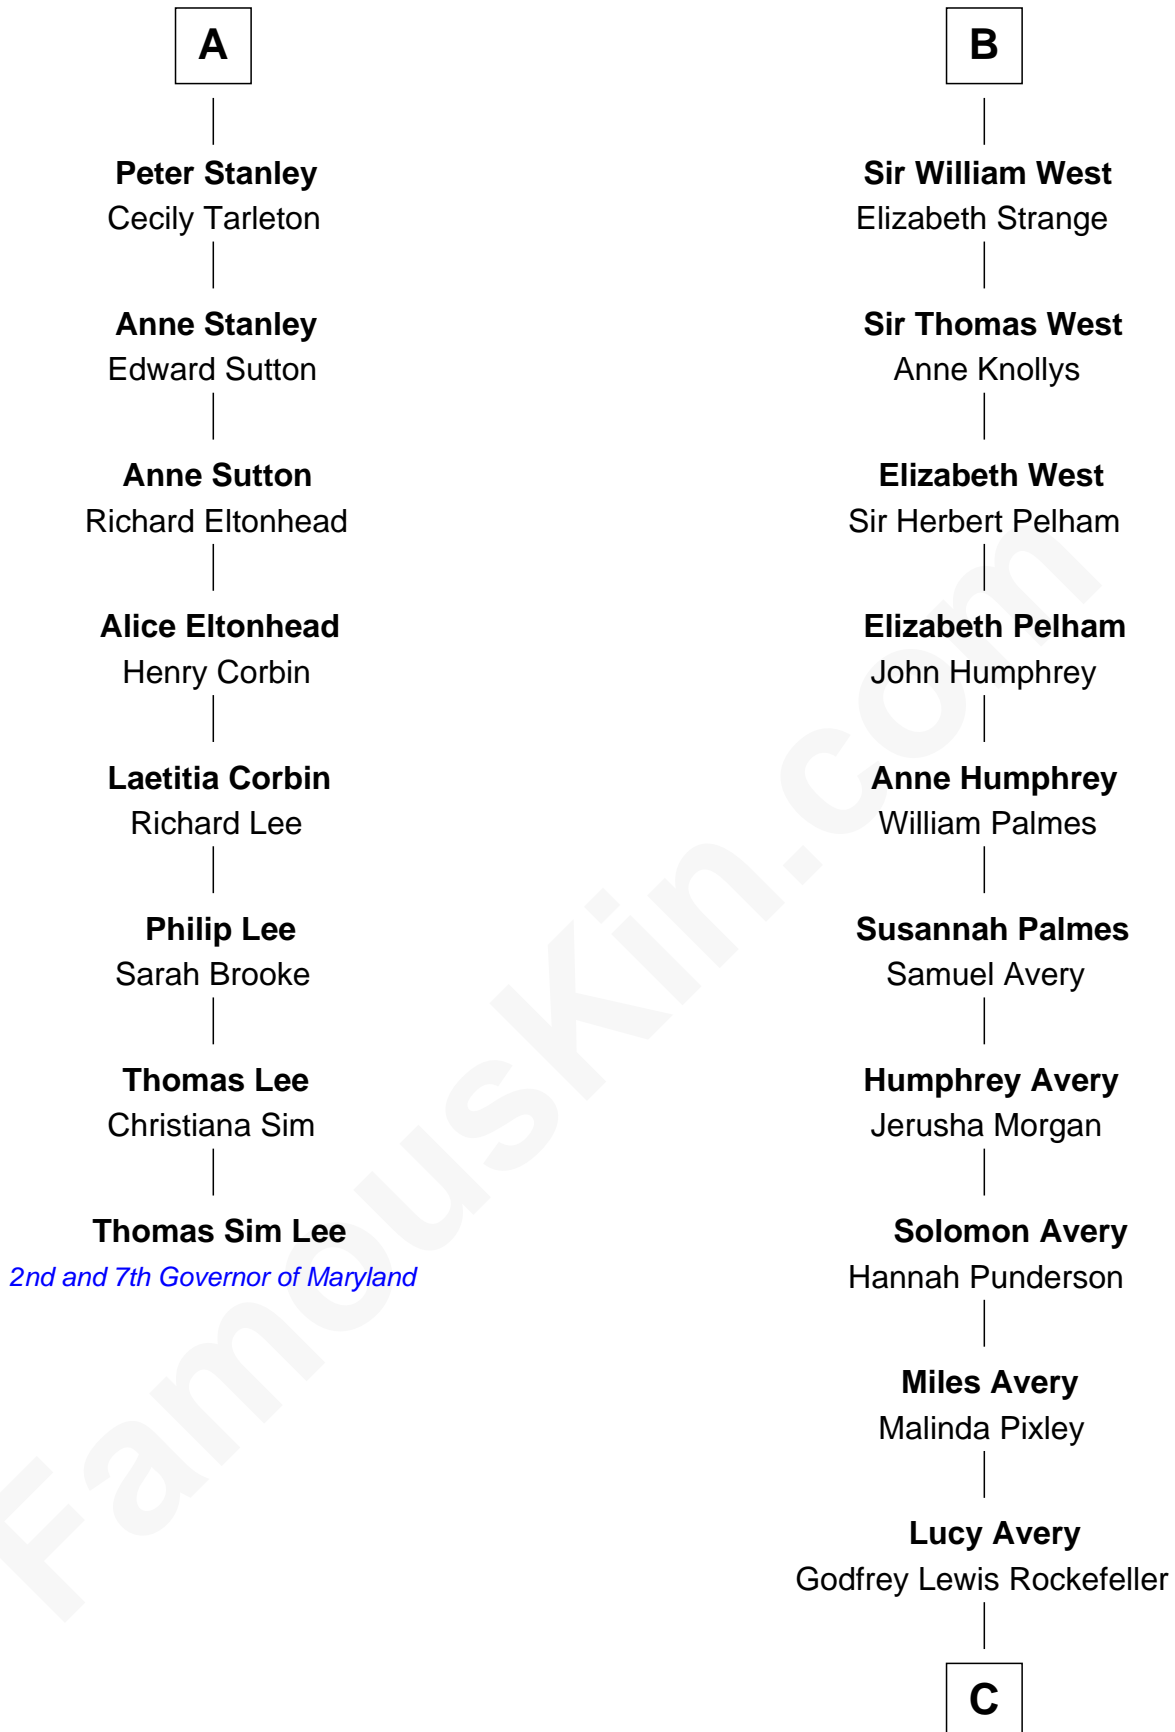 A
Peter Stanley
Cecily Tarleton
Anne Stanley
Edward Sutton
Anne Sutton
Richard Eltonhead
Alice Eltonhead
Henry Corbin
Laetitia Corbin
Richard Lee
Philip Lee
Sarah Brooke
Thomas Lee
Christiana Sim
Thomas Sim Lee
2nd and 7th Governor of Maryland
B
Sir William West
Elizabeth Strange
Sir Thomas West
Anne Knollys
Elizabeth West
Sir Herbert Pelham
Elizabeth Pelham
John Humphrey
Anne Humphrey
William Palmes
Susannah Palmes
Samuel Avery
Humphrey Avery
Jerusha Morgan
Solomon Avery
Hannah Punderson
Miles Avery
Malinda Pixley
Lucy Avery
Godfrey Lewis Rockefeller
C
FamousKin.com